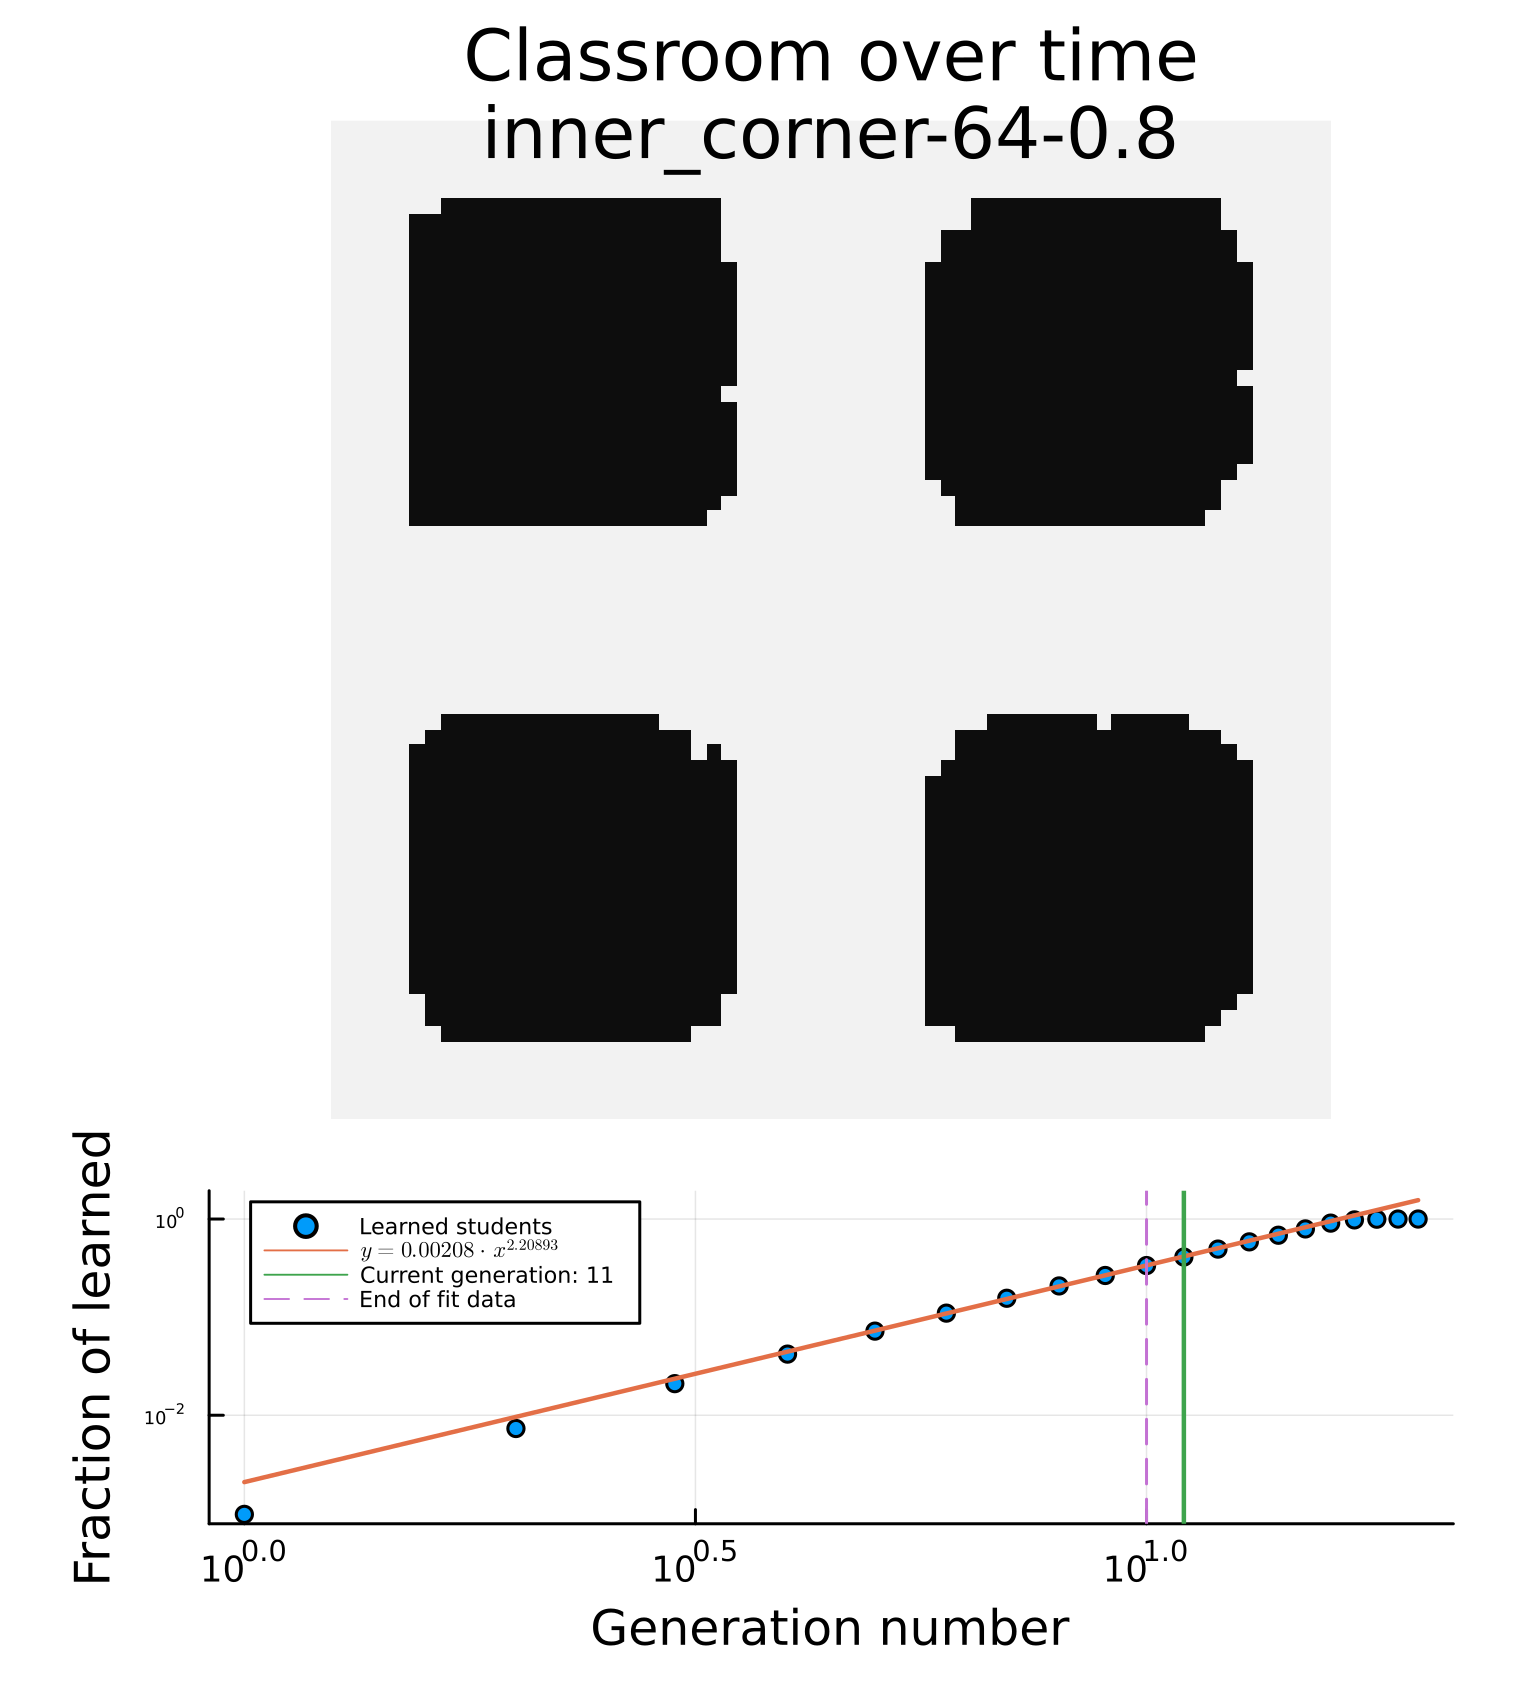 Classroom over time
inner_corner-64-0.8
Fraction of learned
10^0
10^−2
Learned students
y = 0.00208 · x^2.20893
Current generation: 11
End of fit data
10^0.0
10^0.5
10^1.0
Generation number